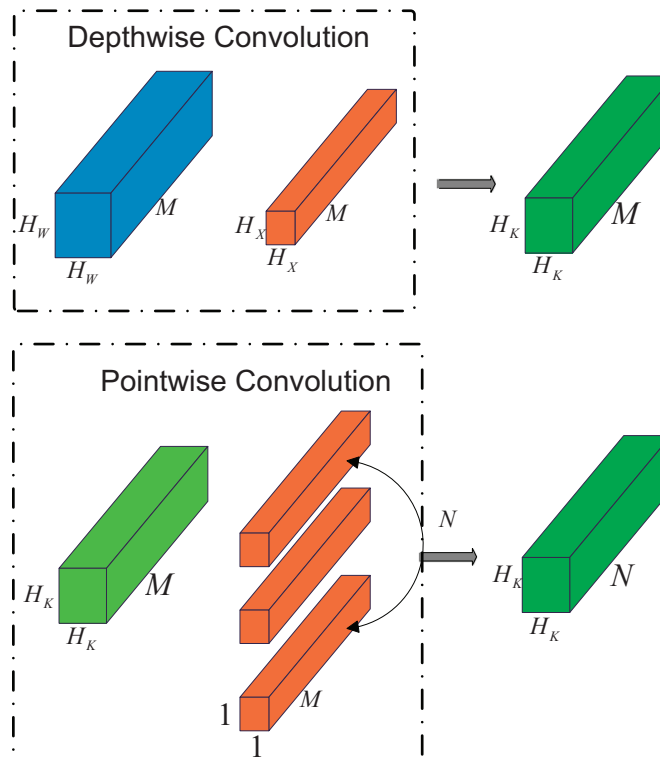 Depthwise Convolution
H_W
H_W
M
H_X
H_X
M
H_K
H_K
M
Pointwise Convolution
H_K
H_K
M
N
1
1
M
H_K
H_K
N